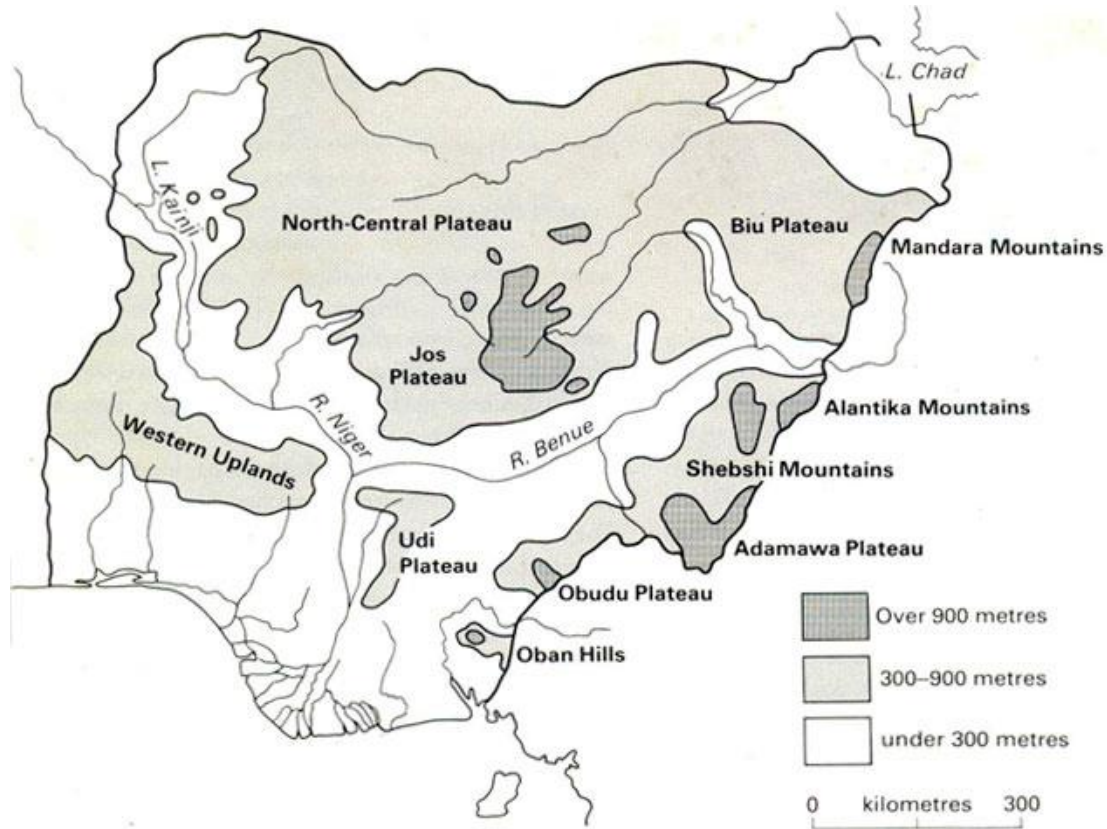 L. Chad
L. Kainji
North-Central Plateau
Biu Plateau
Mandara Mountains
Jos
Plateau
Alantika Mountains
R. Niger
R. Benue
Western Uplands
Shebshi Mountains
Udi
Plateau
Adamawa Plateau
Obudu Plateau
Oban Hills
Over 900 metres
300–900 metres
under 300 metres
0 kilometres 300